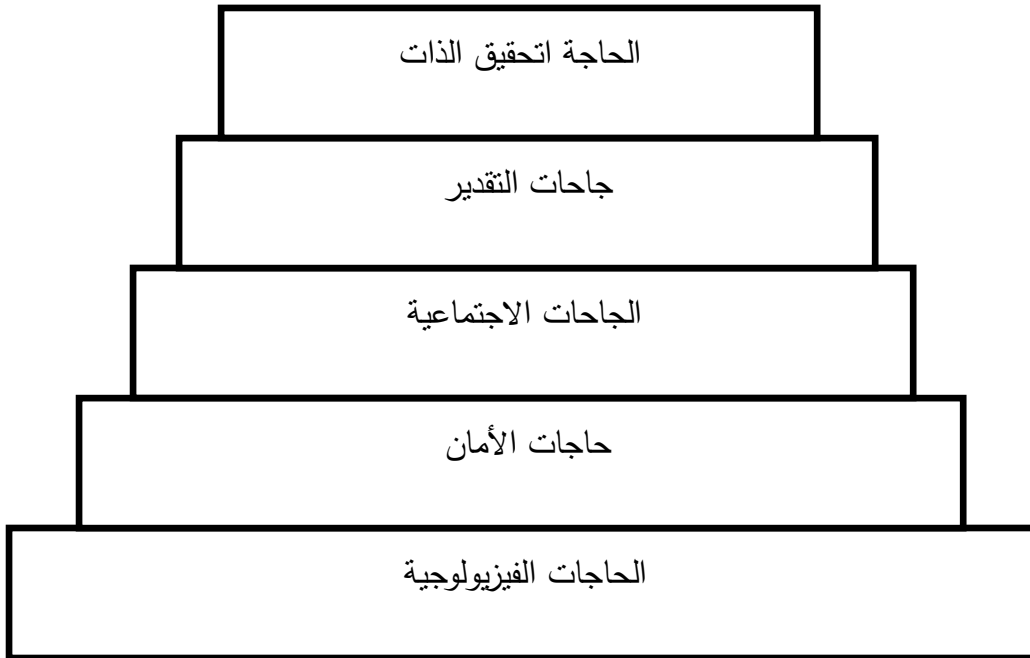 الحاجة اتحقيق الذات
جاحات التقدير
الجاحات الاجتماعية
حاجات الأمان
الحاجات الفيزيولوجية